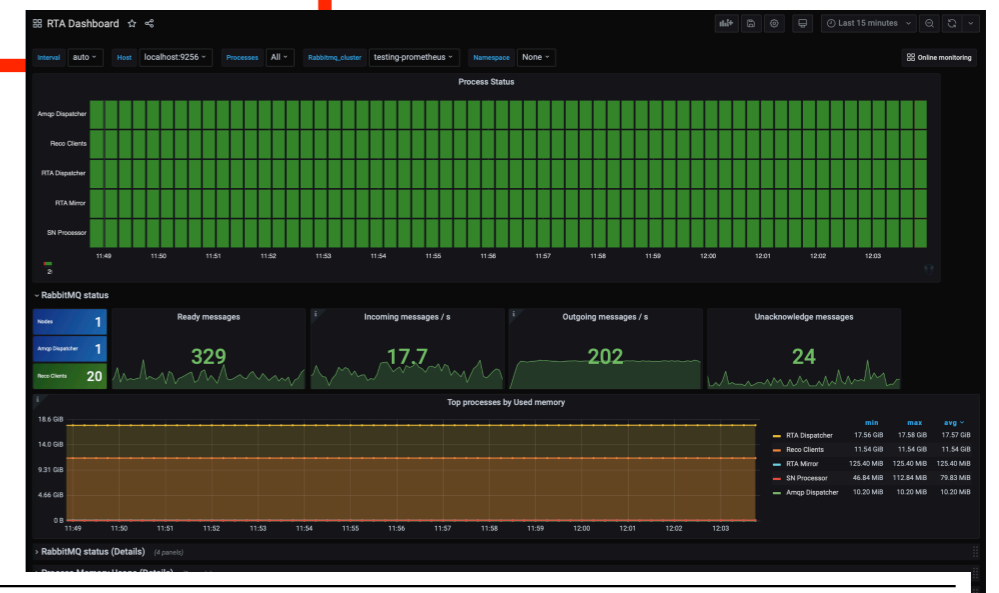 RTA Dashboard
Last 15 minutes
Interval auto Host localhost:9256 Processes All Rabbitmq_cluster testing-prometheus Namespace None Online monitoring
Process Status
Amqp Dispatcher
Reco Clients
RTA Dispatcher
RTA Mirror
SN Processor
11:49 11:50 11:51 11:52 11:53 11:54 11:55 11:56 11:57 11:58 11:59 12:00 12:01 12:02 12:03
RabbitMQ status
Nodes 1
Amqp Dispatcher 1
Reco Clients 20
Ready messages
329
Incoming messages / s
17.7
Outgoing messages / s
202
Unacknowledge messages
24
Top processes by Used memory
18.6 GiB
14.0 GiB
9.31 GiB
4.66 GiB
0 B
11:49 11:50 11:51 11:52 11:53 11:54 11:55 11:56 11:57 11:58 11:59 12:00 12:01 12:02 12:03
min max avg
RTA Dispatcher 17.56 GiB 17.58 GiB 17.57 GiB
Reco Clients 11.54 GiB 11.54 GiB 11.54 GiB
RTA Mirror 125.40 MiB 125.40 MiB 125.40 MiB
SN Processor 46.84 MiB 112.84 MiB 79.83 MiB
Amqp Dispatcher 10.20 MiB 10.20 MiB 10.20 MiB
RabbitMQ status (Details) (4 panels)
Process Memory Usage (Details)